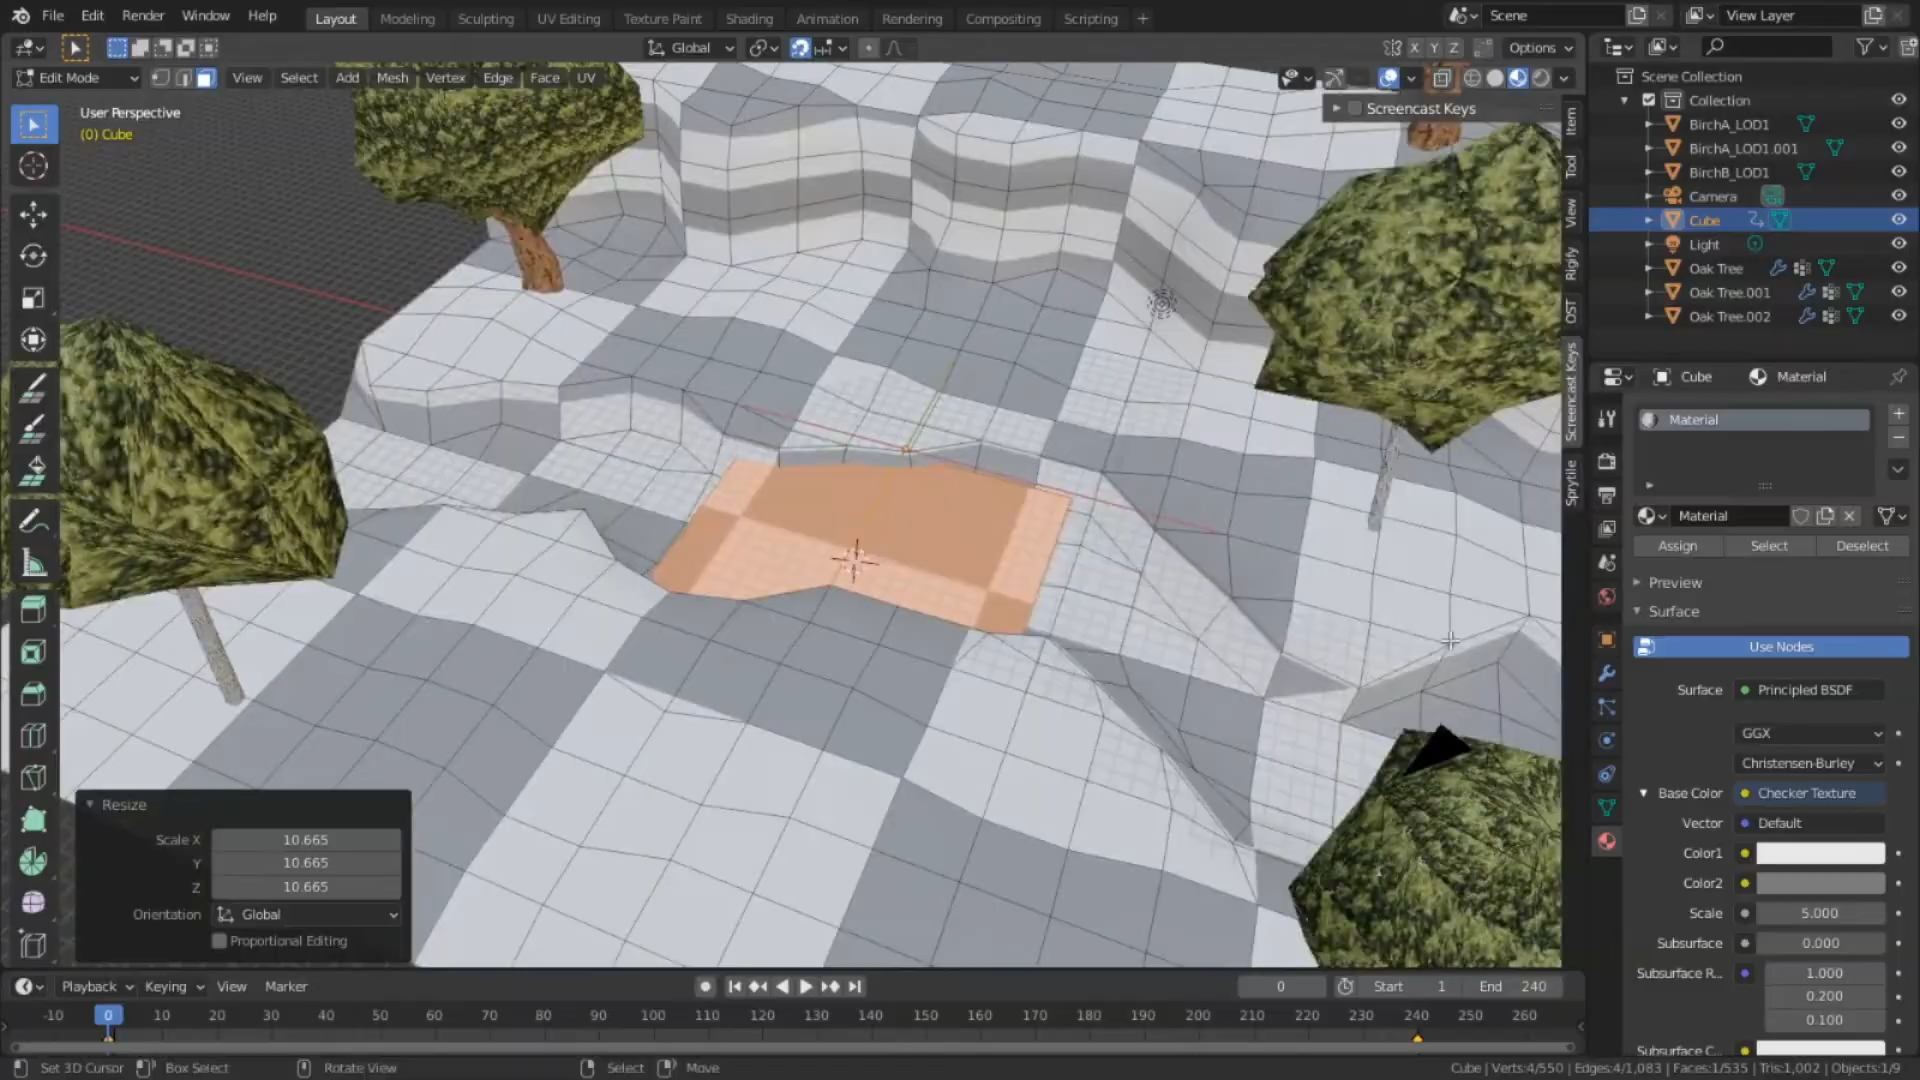 File Edit Render Window Help Layout Modeling Sculpting UV Editing Texture Paint Shading Animation Rendering Compositing Scripting + Scene View Layer
Global X Y Z Options
Edit Mode View Select Add Mesh Vertex Edge Face UV
User Perspective
(0) Cube
Screencast Keys
Item
Tool
View
Rigify
OST
Screencast Keys
Sprytile
Scene Collection
Collection
BirchA_LOD1
BirchA_LOD1.001
BirchB_LOD1
Camera
Cube
Light
Oak Tree
Oak Tree.001
Oak Tree.002
Cube Material
Material
Material
Assign Select Deselect
Preview
Surface
Use Nodes
Surface Principled BSDF
GGX
Christensen-Burley
Base Color Checker Texture
Vector Default
Color1
Color2
Scale 5.000
Subsurface 0.000
Subsurface R... 1.000
0.200
0.100
Subsurface C...
Resize
Scale X 10.665
Y 10.665
Z 10.665
Orientation Global
Proportional Editing
Playback Keying View Marker 0 Start 1 End 240
-10 0 10 20 30 40 50 60 70 80 90 100 110 120 130 140 150 160 170 180 190 200 210 220 230 240 250 260
Set 3D Cursor Box Select Rotate View Select Move Cube | Verts:4/550 | Edges:4/1,083 | Faces:1/535 | Tris:1,002 | Objects:1/9